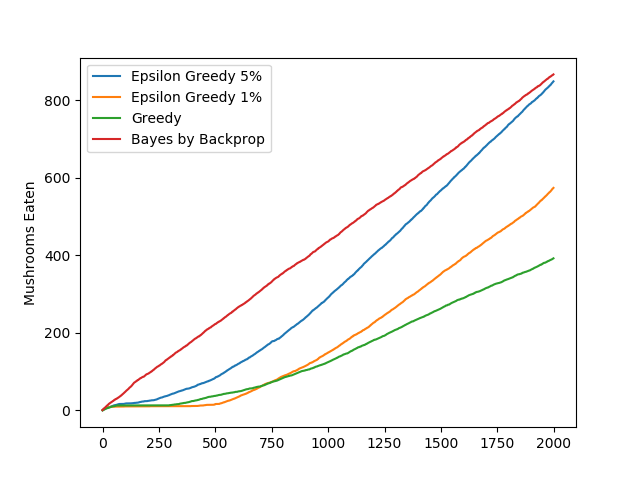 Epsilon Greedy 5%
Epsilon Greedy 1%
Greedy
Bayes by Backprop
Mushrooms Eaten
800
600
400
200
0
0 250 500 750 1000 1250 1500 1750 2000